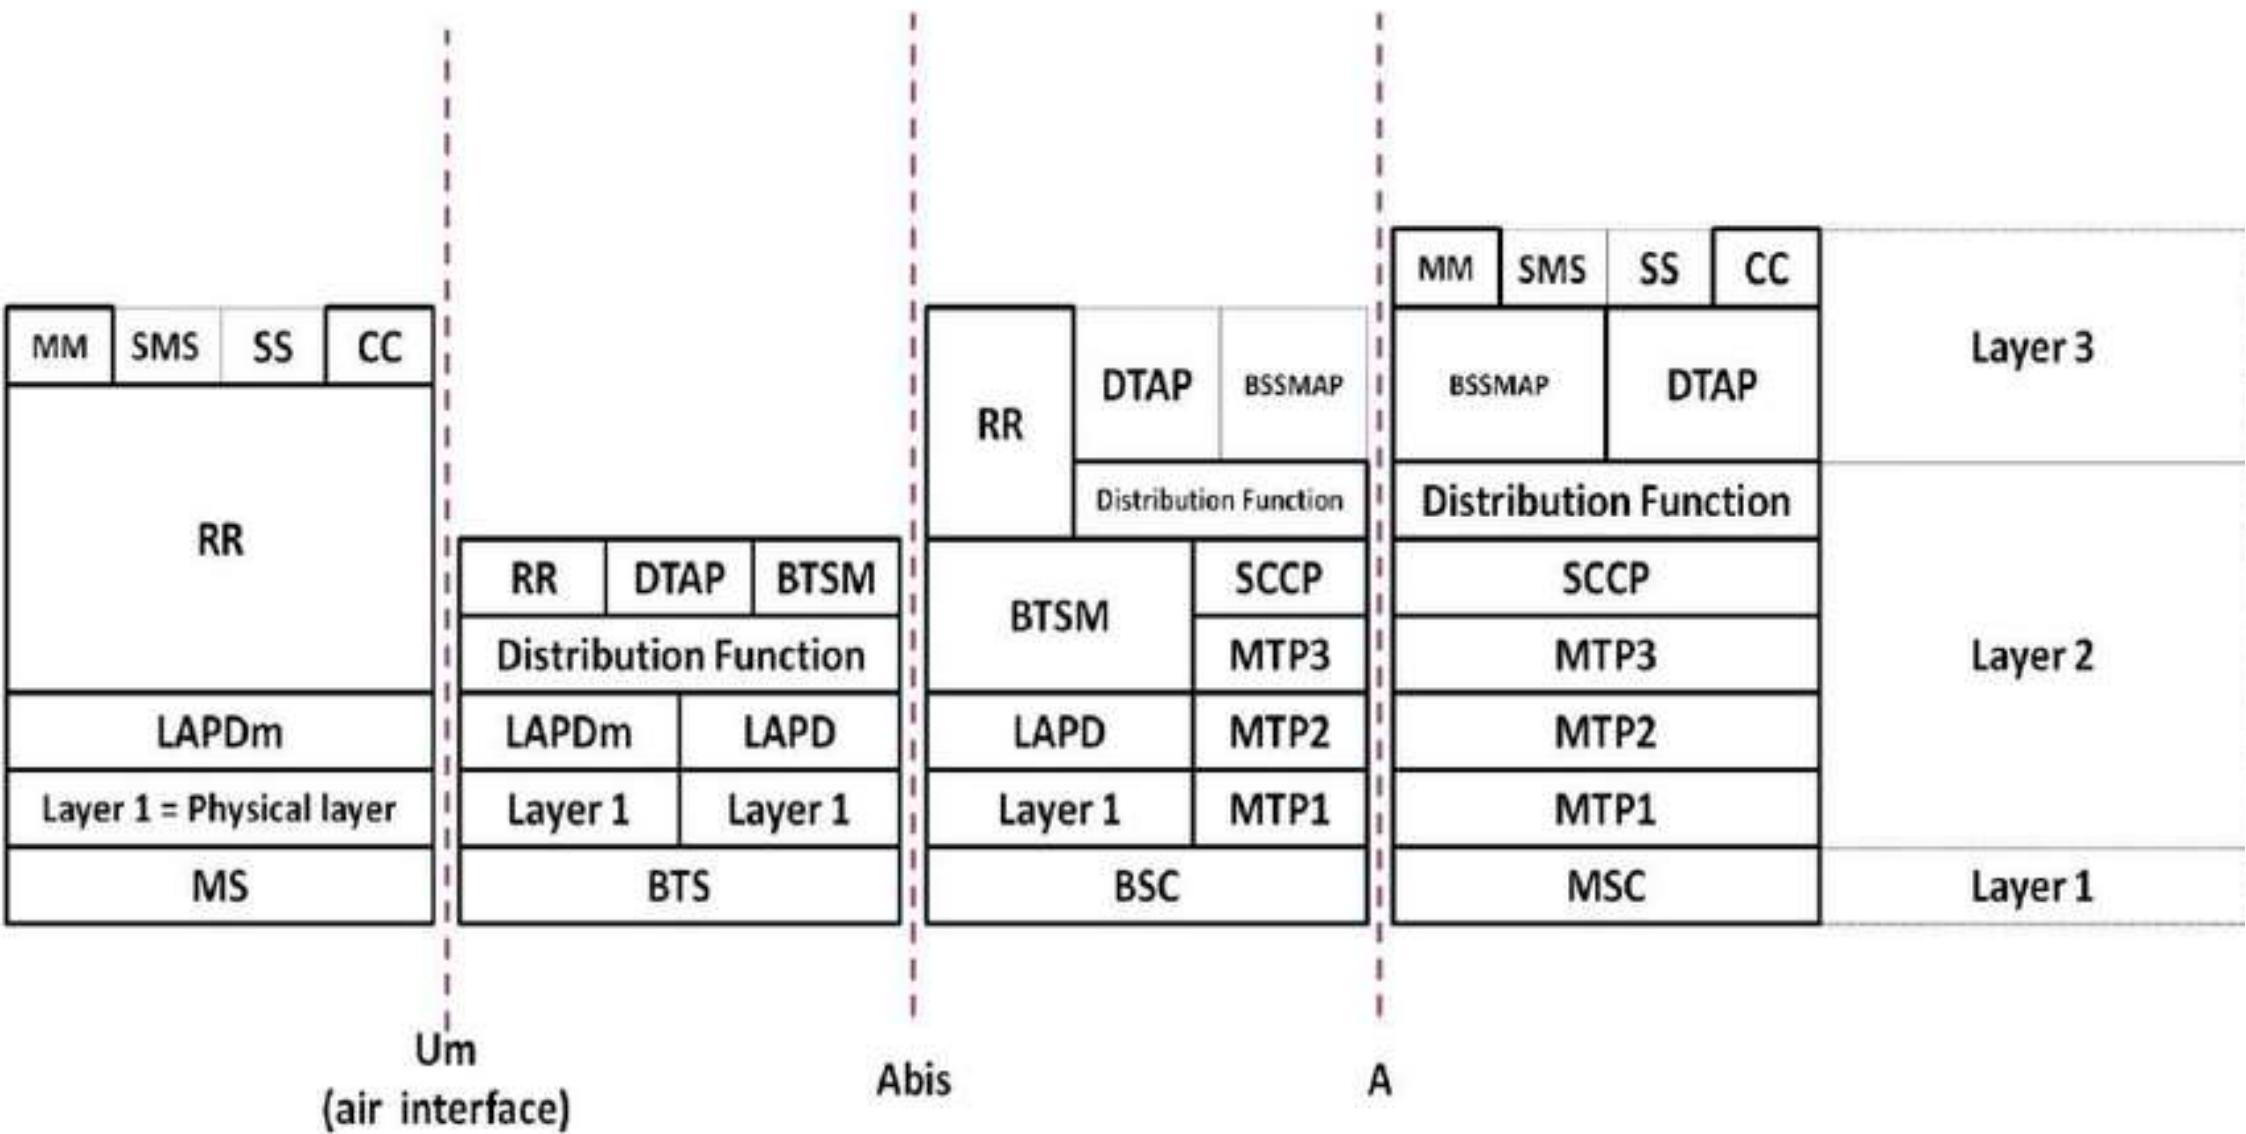 MM SMS SS CC
MM SMS SS CC
Layer 3
DTAP BSSMAP
BSSMAP DTAP
RR
Distribution Function
Distribution Function
RR
RR DTAP BTSM
SCCP
SCCP
BTSM
Distribution Function
MTP3
MTP3
Layer 2
LAPDm
LAPDm LAPD
LAPD MTP2
MTP2
Layer 1 = Physical layer
Layer 1 Layer 1
Layer 1 MTP1
MTP1
MS
BTS
BSC
MSC
Layer 1
Um
(air interface)
Abis
A